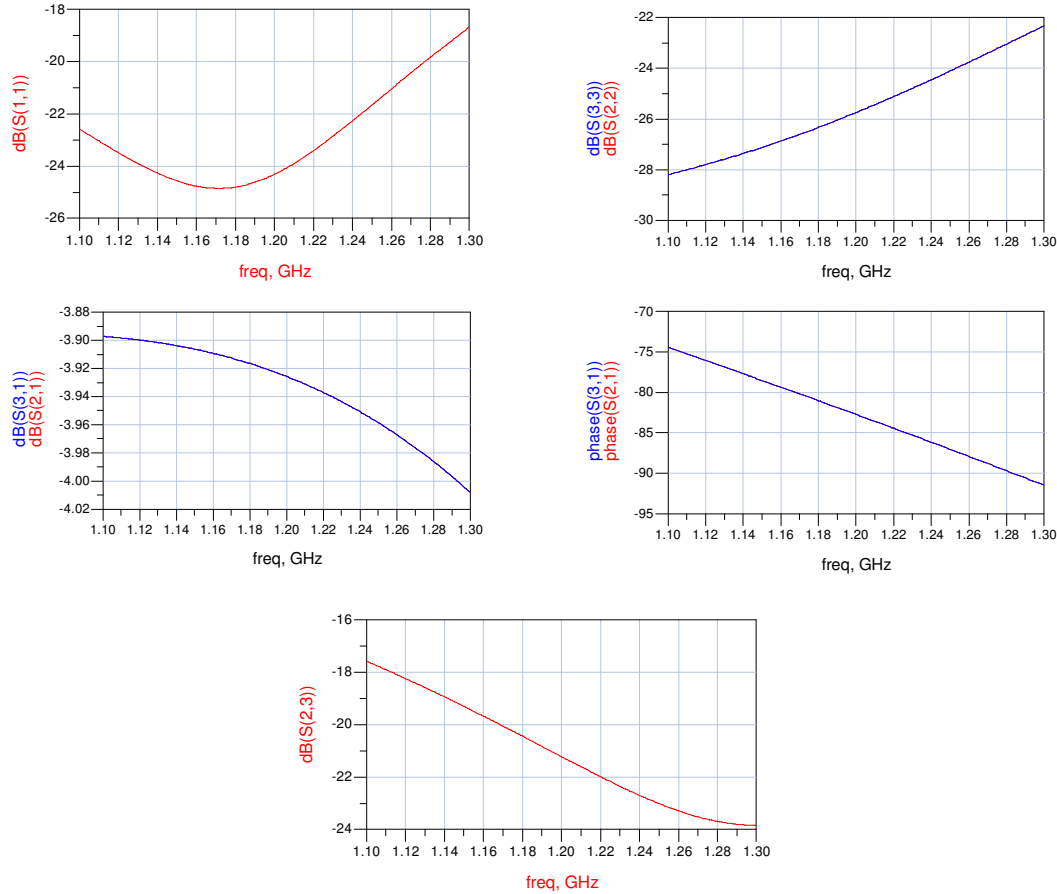 -18
-20
-22
-24
-26
dB(S(1,1))
1.10 1.12 1.14 1.16 1.18 1.20 1.22 1.24 1.26 1.28 1.30
freq, GHz
-22
-24
-26
-28
-30
dB(S(3,3))
dB(S(2,2))
1.10 1.12 1.14 1.16 1.18 1.20 1.22 1.24 1.26 1.28 1.30
freq, GHz
-3.88
-3.90
-3.92
-3.94
-3.96
-3.98
-4.00
-4.02
dB(S(3,1))
dB(S(2,1))
1.10 1.12 1.14 1.16 1.18 1.20 1.22 1.24 1.26 1.28 1.30
freq, GHz
-70
-75
-80
-85
-90
-95
phase(S(3,1))
phase(S(2,1))
1.10 1.12 1.14 1.16 1.18 1.20 1.22 1.24 1.26 1.28 1.30
freq, GHz
-16
-18
-20
-22
-24
dB(S(2,3))
1.10 1.12 1.14 1.16 1.18 1.20 1.22 1.24 1.26 1.28 1.30
freq, GHz